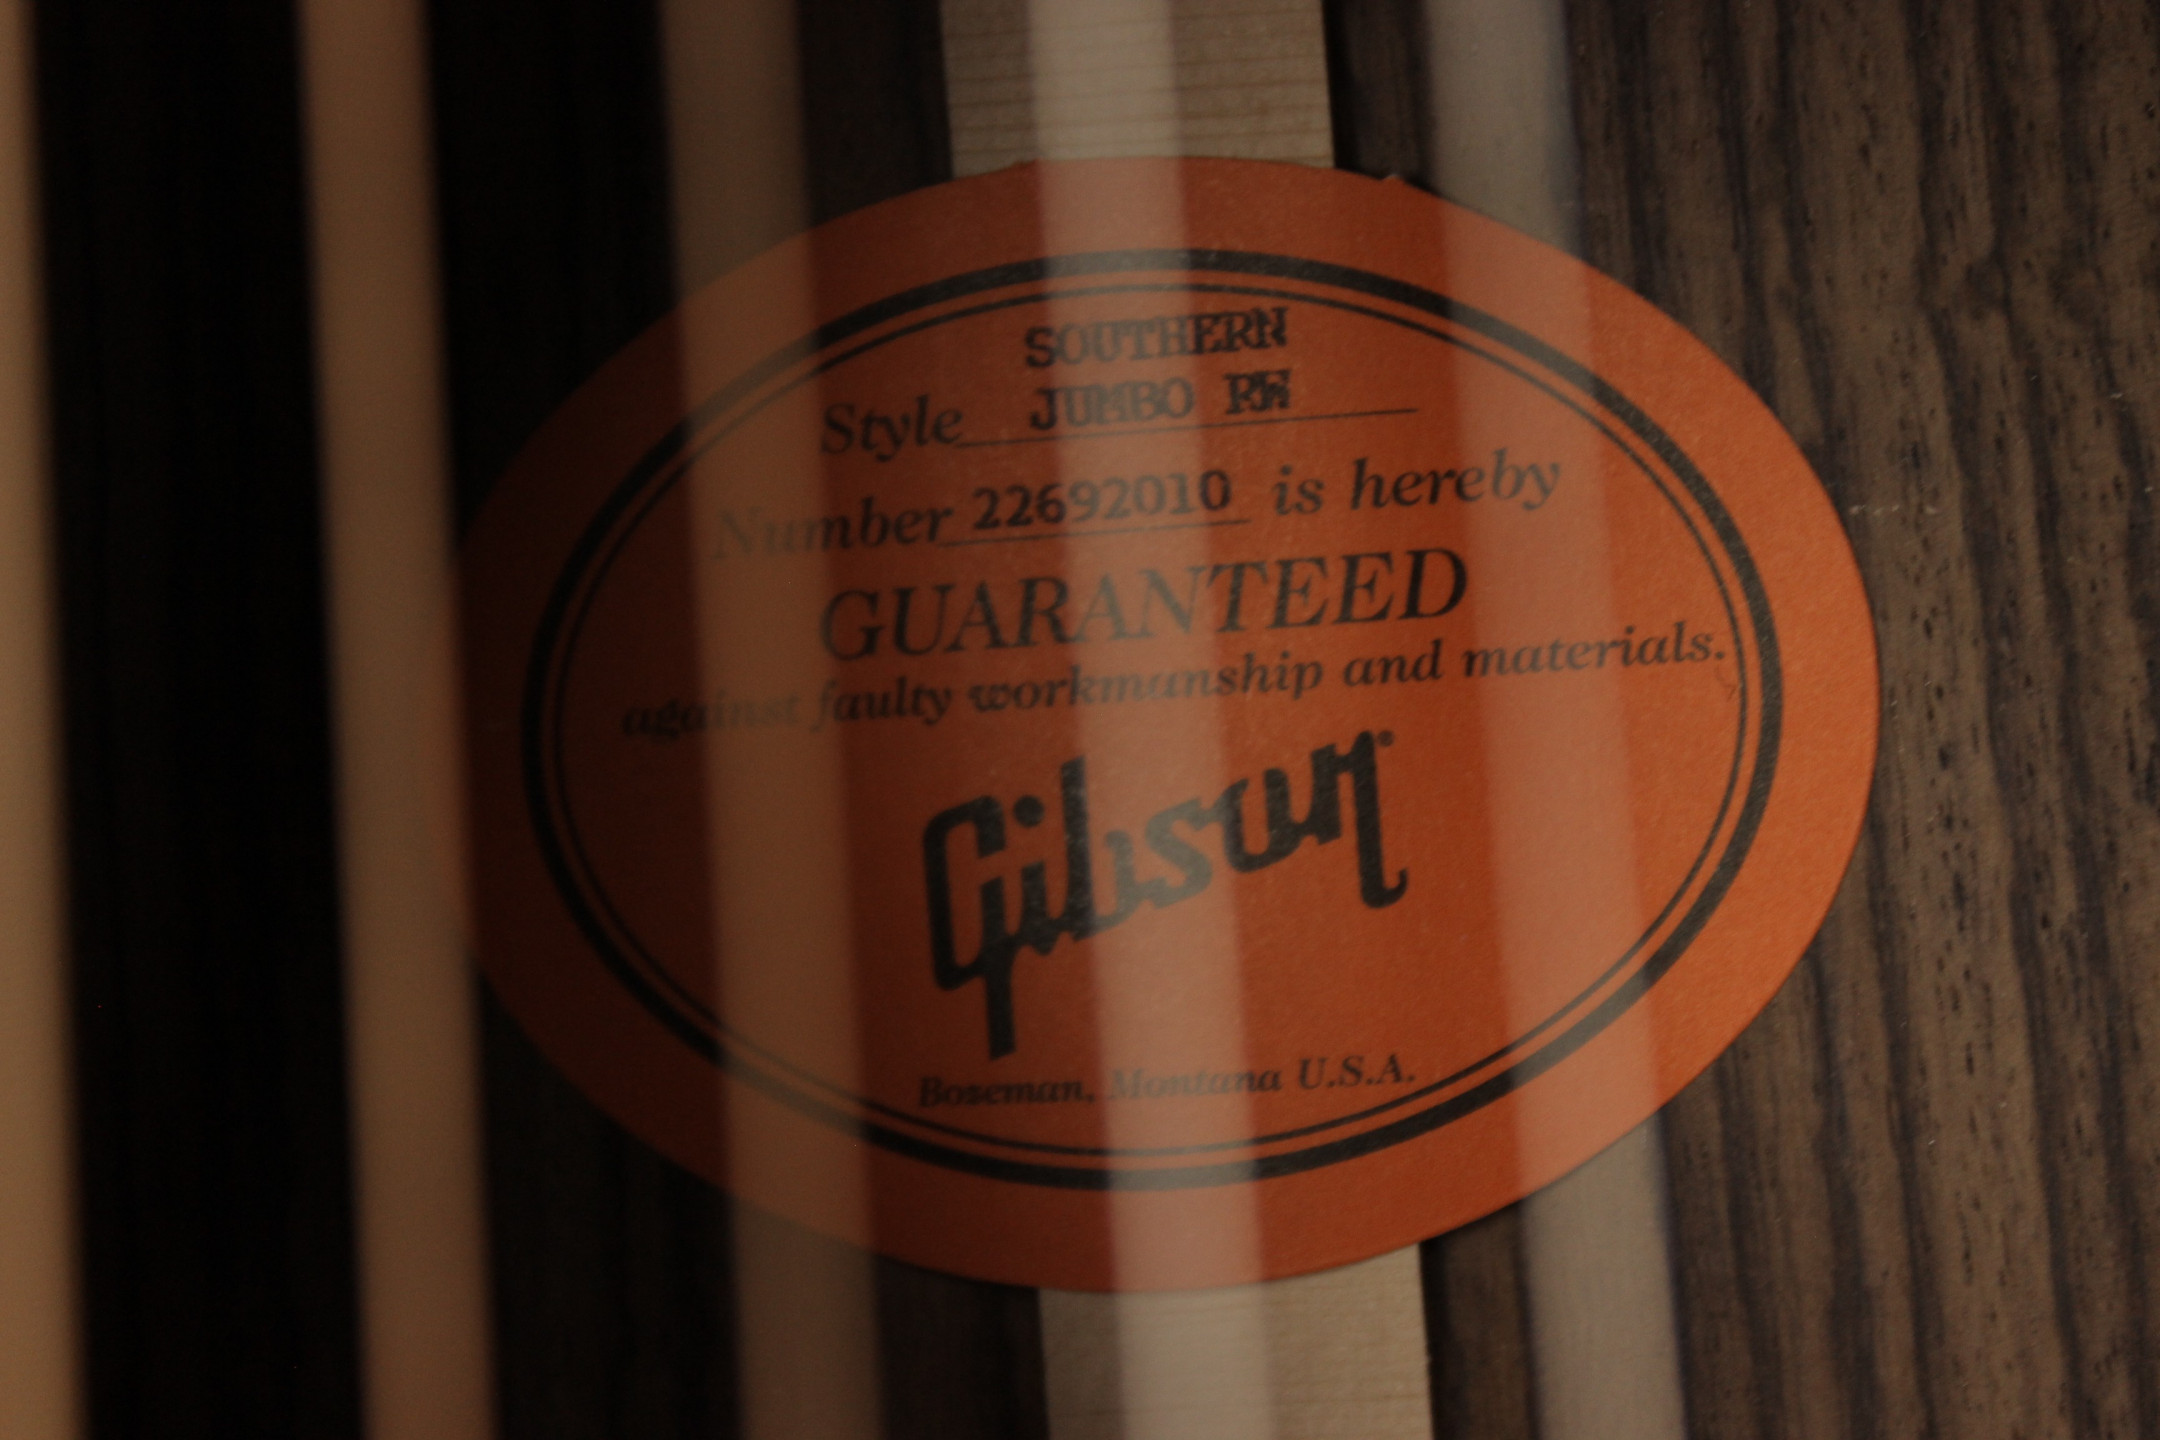 SOUTHERN
Style JUMBO RW
Number 22692010 is hereby
GUARANTEED
against faulty workmanship and materials.
Gibson
Bozeman, Montana U.S.A.